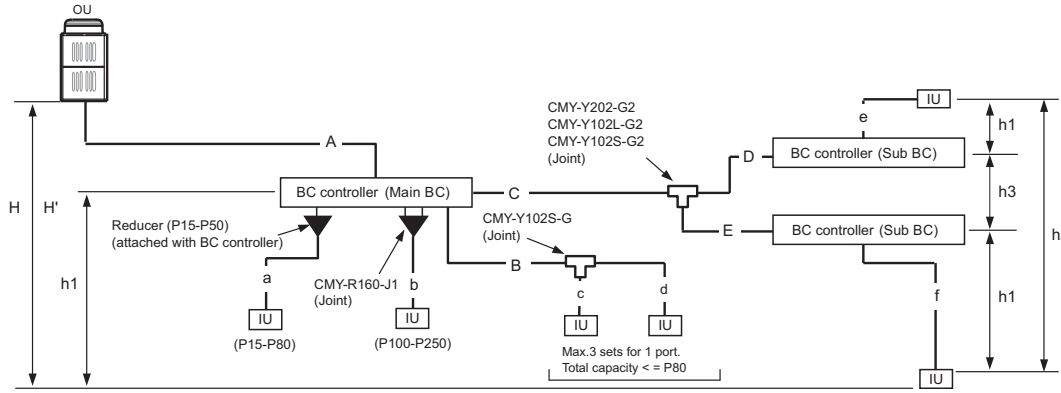 OU
H
H'
h1
A
BC controller (Main BC)
Reducer (P15-P50)
(attached with BC controller)
a
IU
(P15-P80)
CMY-R160-J1
(Joint)
b
IU
(P100-P250)
B
C
CMY-Y102S-G
(Joint)
c
d
IU
IU
Max.3 sets for 1 port.
Total capacity < = P80
CMY-Y202-G2
CMY-Y102L-G2
CMY-Y102S-G2
(Joint)
D
E
e
IU
BC controller (Sub BC)
BC controller (Sub BC)
f
IU
h1
h3
h1
h